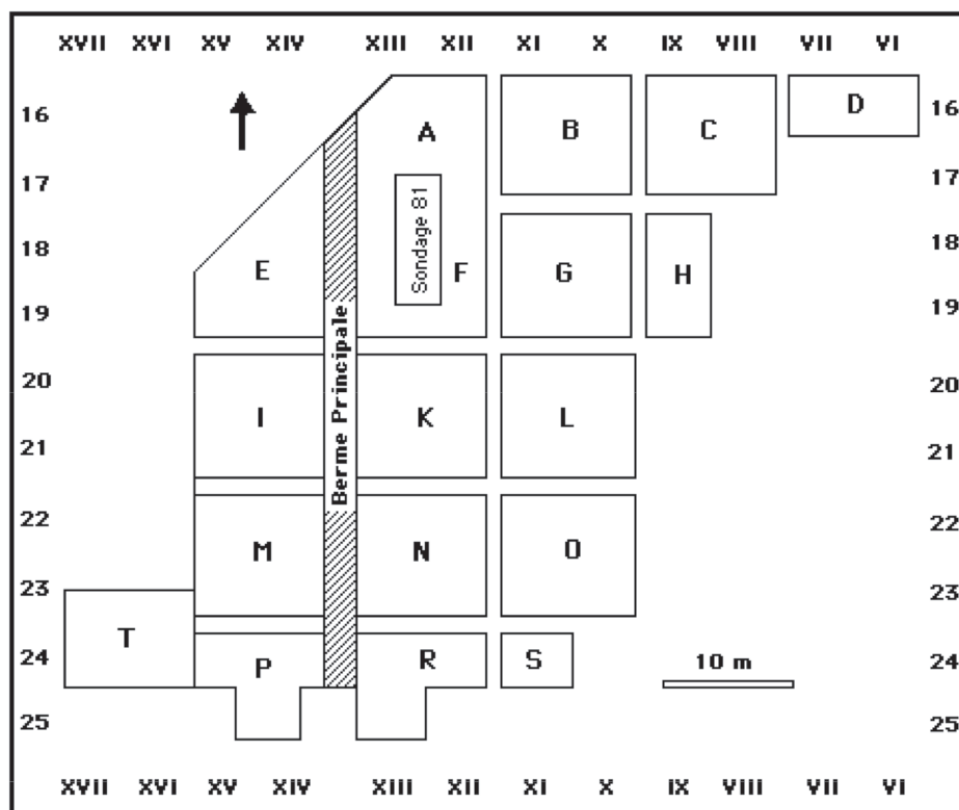 XVII XVI XV XIV XIII XII XI X IX VIII VII VI
16 16
A B C D
17 17
Sondage 81
18 18
E F G H
19 19
Berme Principale
20 20
I K L
21 21
22 22
M N O
23 23
T P R S 10 m
24 24
25 25
XVII XVI XV XIV XIII XII XI X IX VIII VII VI